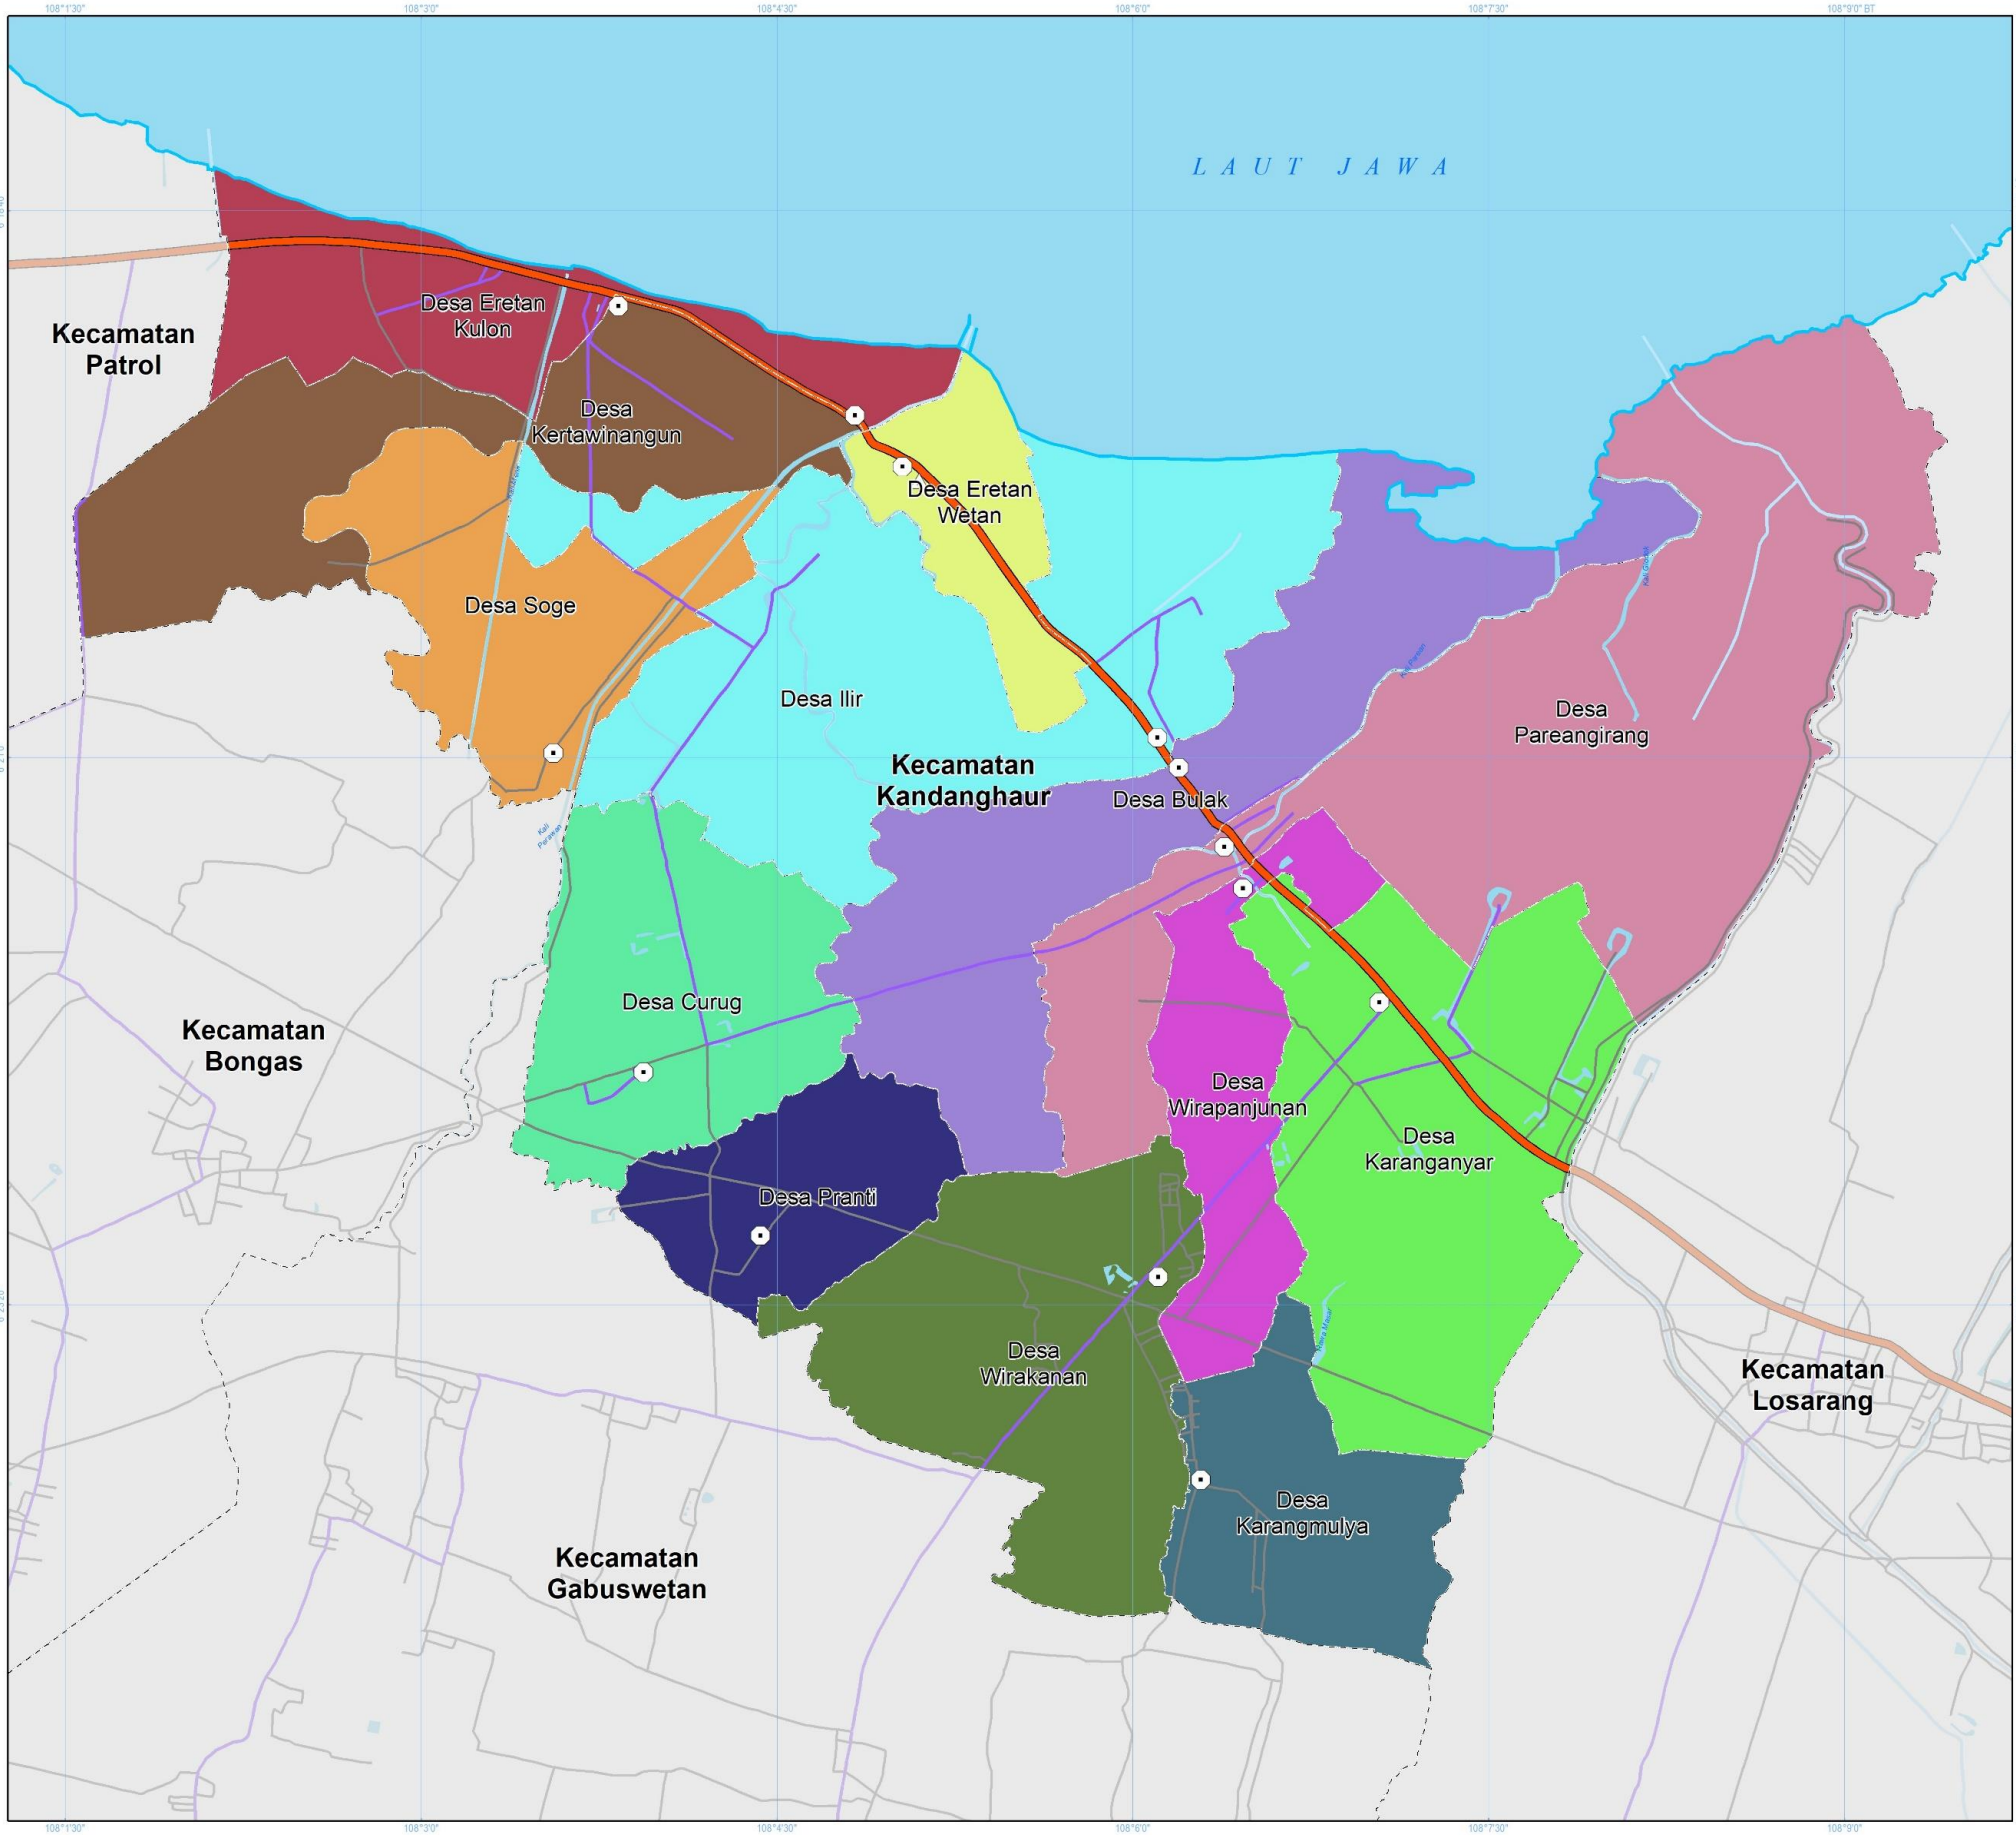 108°1'30"
108°3'0"
108°4'30"
108°6'0"
108°7'30"
108°9'0" BT
LAUT JAWA
Desa Eretan
Kulon
Kecamatan
Patrol
Desa
Kertawinangun
Desa Eretan
Wetan
Desa Soge
Desa Ilir
Desa
Pareangirang
Kecamatan
Kandanghaur
Desa Bulak
Kali
Perawan
Desa Curug
Kecamatan
Bongas
Desa
Wirapanjunan
Desa
Karanganyar
Desa Pranti
Desa
Wirakanan
Kecamatan
Losarang
Desa
Karangmulya
Kecamatan
Gabuswetan
108°1'30"
108°3'0"
108°4'30"
108°6'0"
108°7'30"
108°9'0"